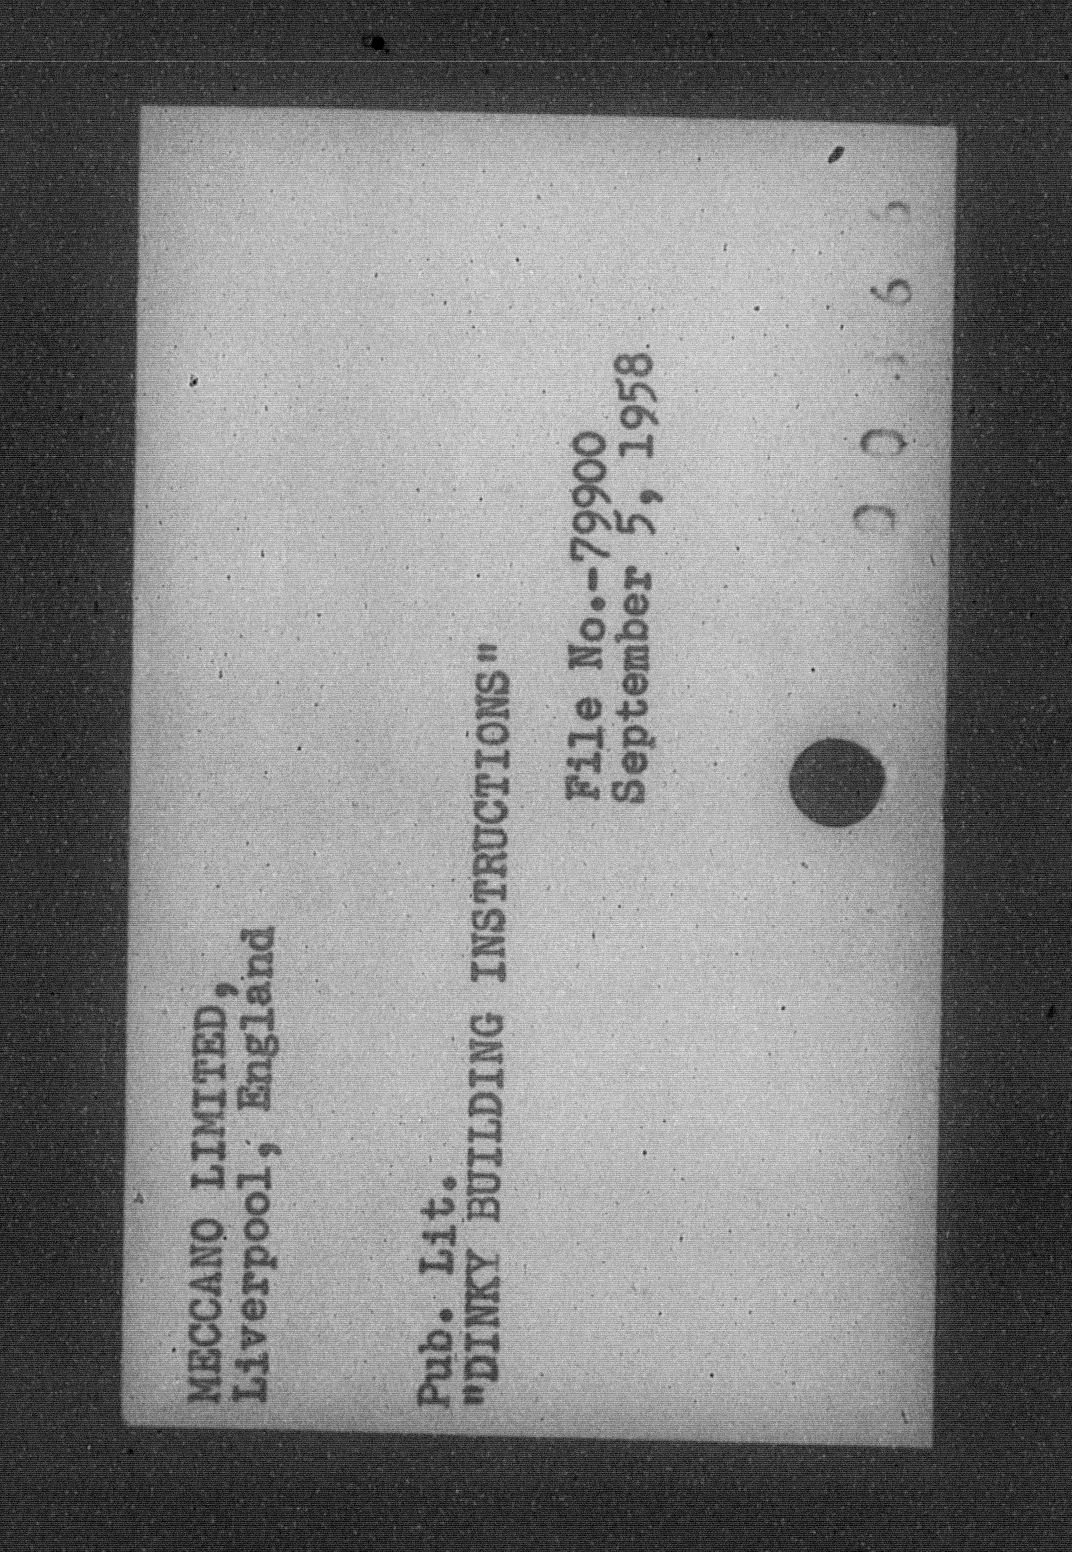 MECCANO LIMITED,
Liverpool, England
Pub. Lit.
"DINKY BUILDING INSTRUCTIONS"
File No.-79900
September 5, 1958